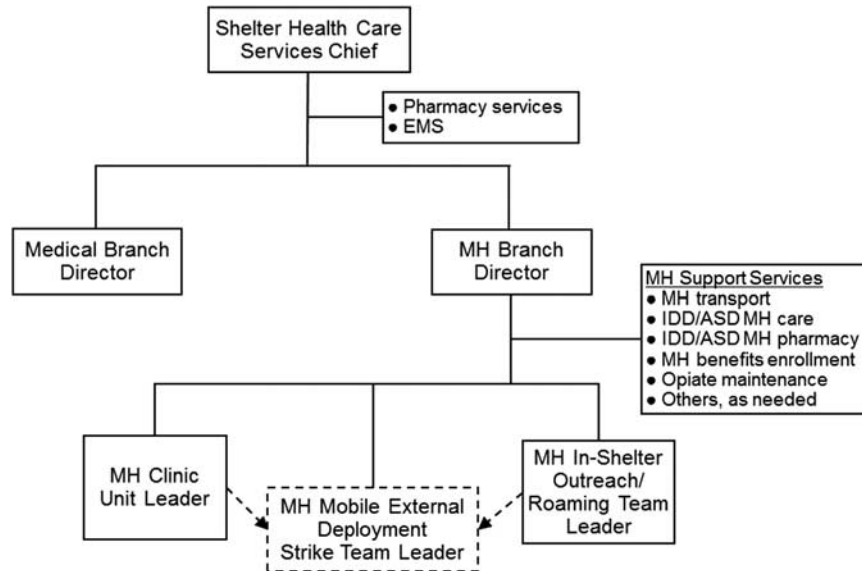 Shelter Health Care
Services Chief
● Pharmacy services
● EMS
Medical Branch
Director
MH Branch
Director
MH Support Services
● MH transport
● IDD/ASD MH care
● IDD/ASD MH pharmacy
● MH benefits enrollment
● Opiate maintenance
● Others, as needed
MH Clinic
Unit Leader
MH Mobile External
Deployment
Strike Team Leader
MH In-Shelter
Outreach/
Roaming Team
Leader